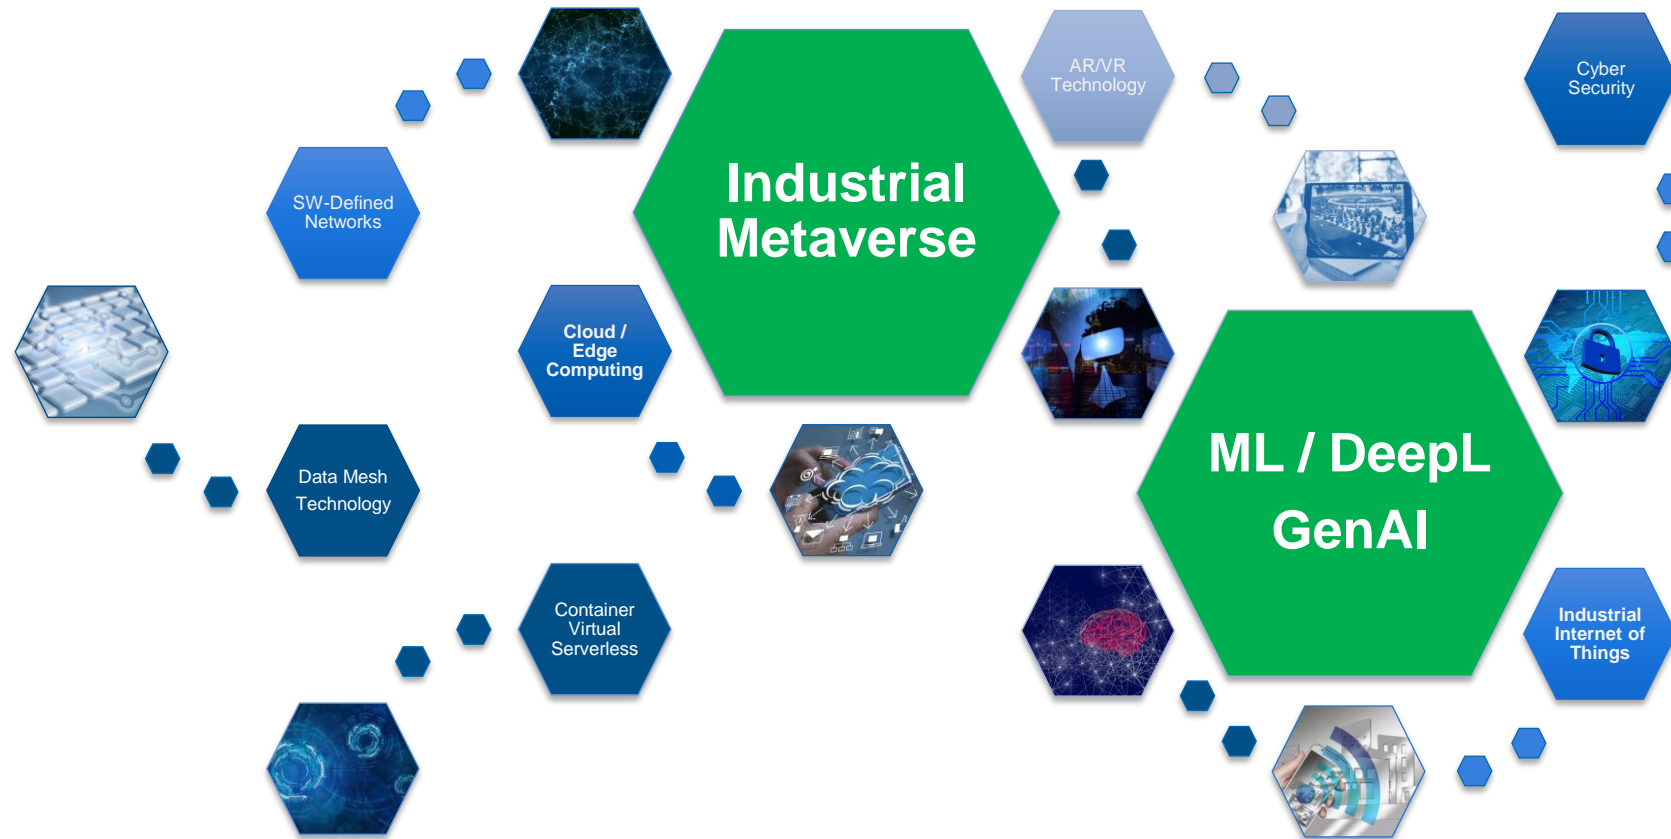 AR/VR
Technology
Cyber
Security
Industrial
Metaverse
SW-Defined
Networks
Cloud /
Edge
Computing
ML / DeepL
GenAI
Data Mesh
Technology
Container
Virtual
Serverless
Industrial
Internet of
Things